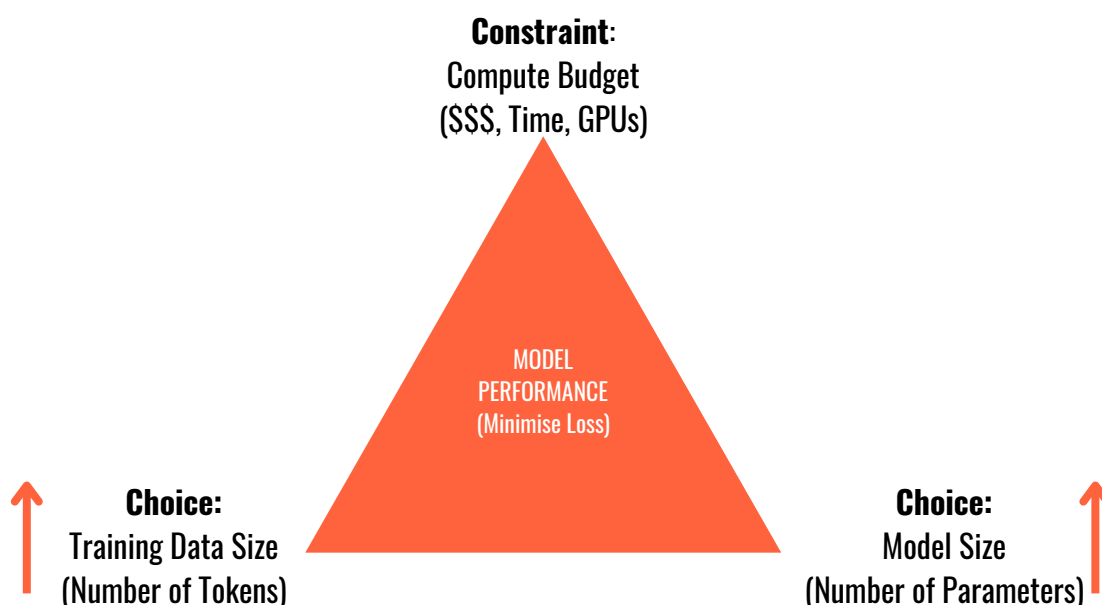 Constraint:
Compute Budget
($$$, Time, GPUs)
MODEL
PERFORMANCE
(Minimise Loss)
Choice:
Training Data Size
(Number of Tokens)
Choice:
Model Size
(Number of Parameters)